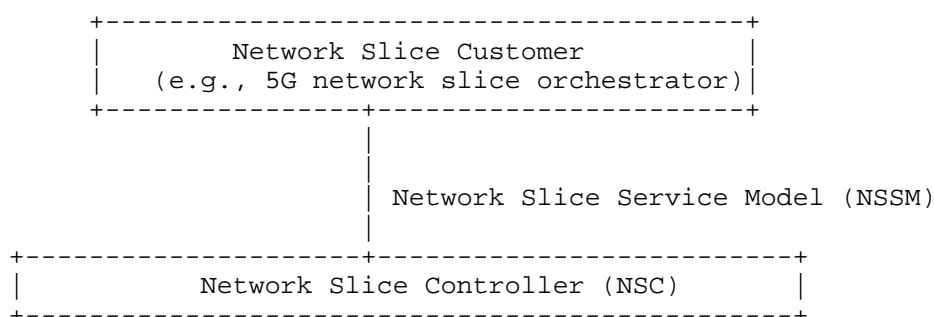 Network Slice Customer
(e.g., 5G network slice orchestrator)
Network Slice Service Model (NSSM)
Network Slice Controller (NSC)